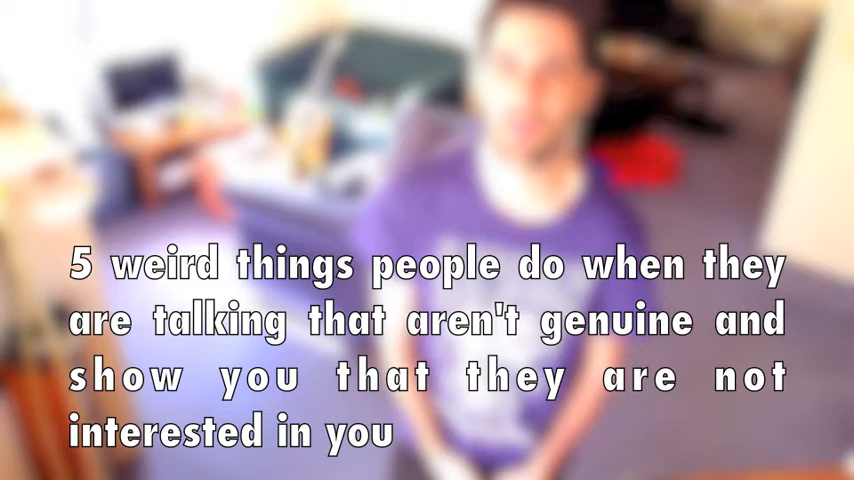 5 weird things people do when they
are talking that aren't genuine and
show you that they are not
interested in you